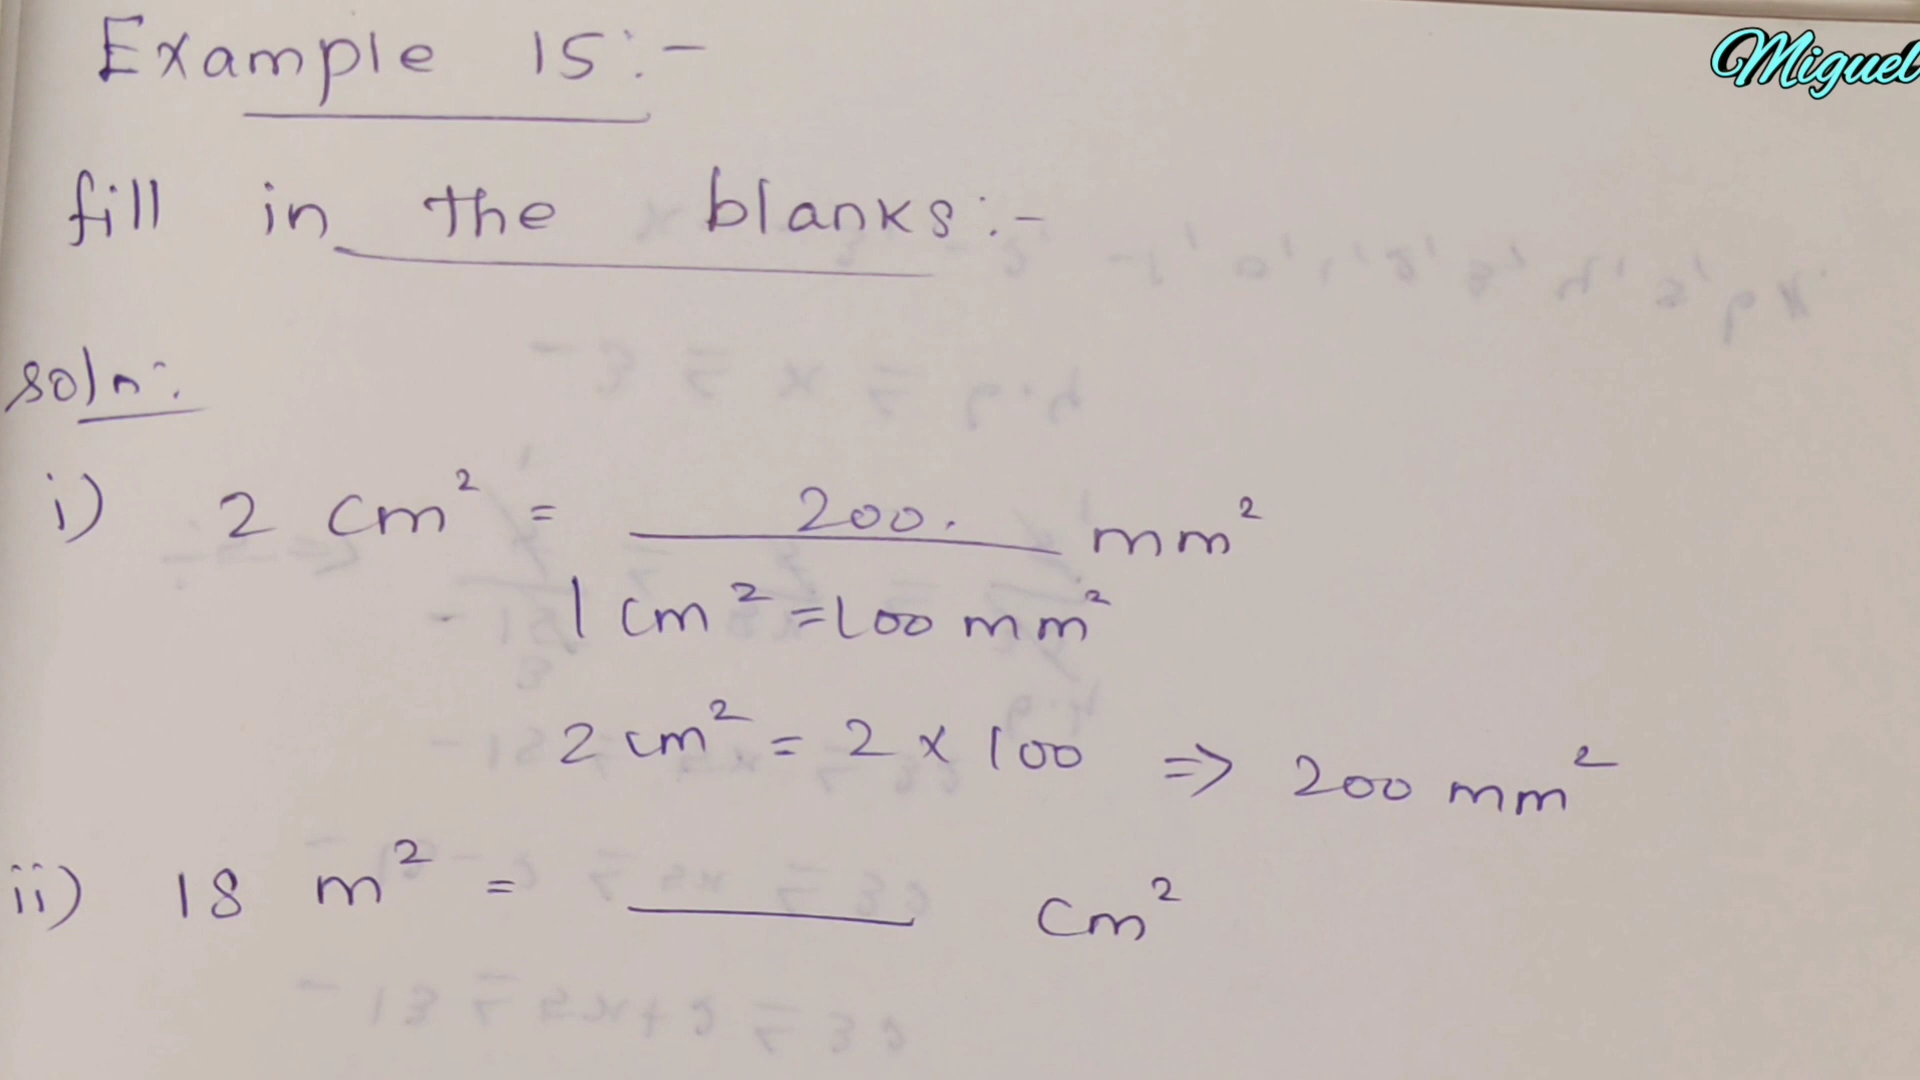 Example 15:-
Miguel
fill in the blanks:-
soln:
i) 2 cm² = 200. mm²
1 cm² = 100 mm²
2 cm² = 2 x 100 => 200 mm²
ii) 18 m² = ____ cm²